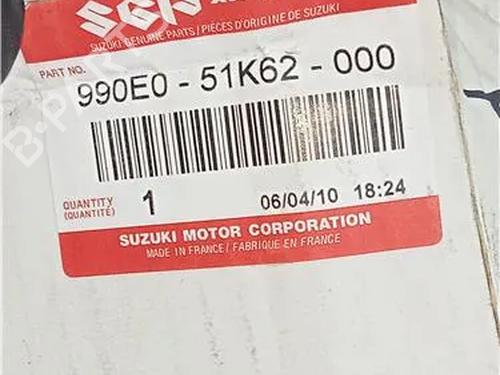 SUZUKI GENUINE PARTS / PIÈCES D'ORIGINE DE SUZUKI
PART NO.
990E0 - 51K62 - 000
B-PARTS
QUANTITY
(QUANTITÉ)
1
06/04/10 18:24
SUZUKI MOTOR CORPORATION
MADE IN FRANCE / FABRIQUE EN FRANCE